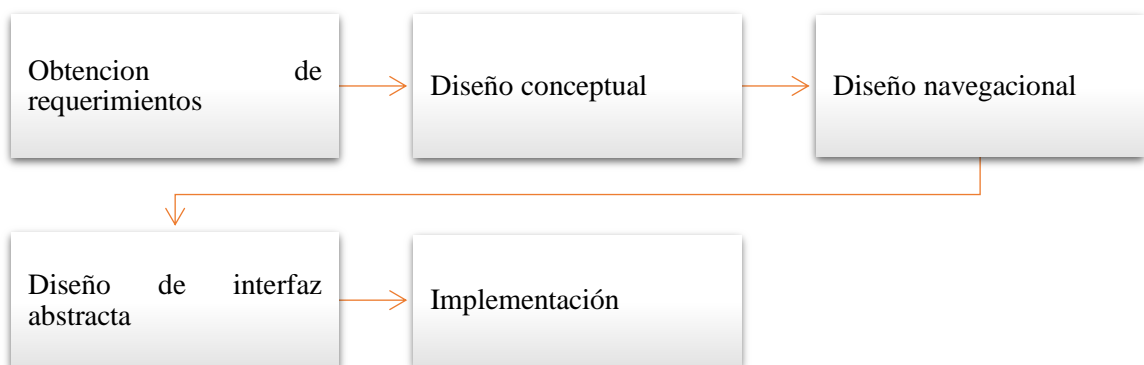 Obtencion de
requerimientos
Diseño conceptual
Diseño navegacional
Diseño de interfaz
abstracta
Implementación